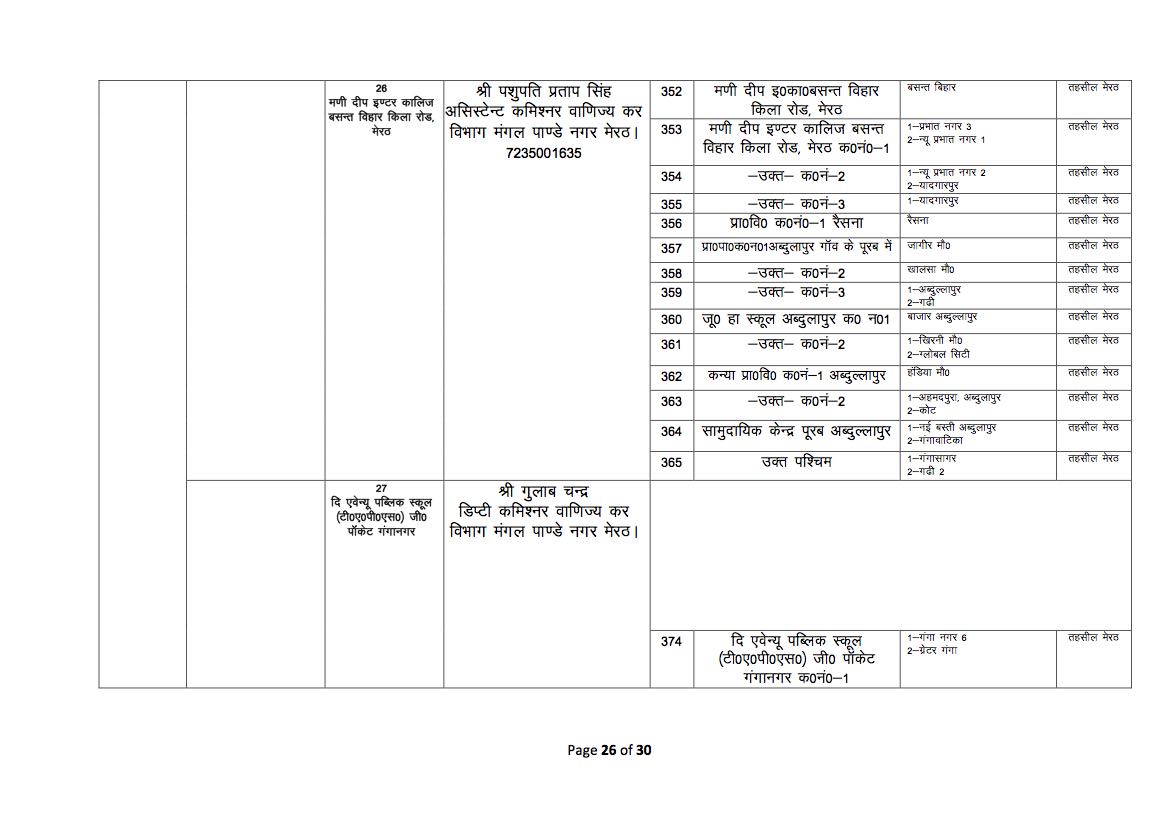 26
मणी दीप इण्टर कालिज
बसन्त विहार किला रोड,
मेरठ
श्री पशुपति प्रताप सिंह
असिस्टेन्ट कमिश्नर वाणिज्य कर
विभाग मंगल पाण्डे नगर मेरठ।
7235001635
352 मणी दीप इ0का0बसन्त विहार बसन्त बिहार तहसील मेरठ
किला रोड, मेरठ
353 मणी दीप इण्टर कालिज बसन्त 1–प्रभात नगर 3 तहसील मेरठ
विहार किला रोड, मेरठ क0नं0–1 2–न्यू प्रभात नगर 1
354 –उक्त– क0नं–2 1–न्यू प्रभात नगर 2 तहसील मेरठ
2–यादगारपुर
355 –उक्त– क0नं–3 1–यादगारपुर तहसील मेरठ
356 प्रा0वि0 क0नं0–1 रैसना रैसना तहसील मेरठ
357 प्रा0पा0क0न01अब्दुलापुर गॉव के पूरब में जागीर मौ0 तहसील मेरठ
358 –उक्त– क0नं–2 खालसा मौ0 तहसील मेरठ
359 –उक्त– क0नं–3 1–अब्दुल्लापुर तहसील मेरठ
2–गढी
360 जू0 हा स्कूल अब्दुलापुर क0 न01 बाजार अब्दुल्लापुर तहसील मेरठ
361 –उक्त– क0नं–2 1–खिरनी मौ0 तहसील मेरठ
2–ग्लोबल सिटी
362 कन्या प्रा0वि0 क0नं–1 अब्दुल्लापुर हंडिया मौ0 तहसील मेरठ
363 –उक्त– क0नं–2 1–अहमदपुरा, अब्दुलापुर तहसील मेरठ
2–कोट
364 सामुदायिक केन्द्र पूरब अब्दुल्लापुर 1–नई बस्ती अब्दुलापुर तहसील मेरठ
2–गंगावाटिका
365 उक्त पश्चिम 1–गंगासागर तहसील मेरठ
2–गढी 2
27
दि एवेन्यू पब्लिक स्कूल
(टी0ए0पी0एस0) जी0
पॉकेट गंगानगर
श्री गुलाब चन्द्र
डिप्टी कमिश्नर वाणिज्य कर
विभाग मंगल पाण्डे नगर मेरठ।
374 दि एवेन्यू पब्लिक स्कूल 1–गंगा नगर 6 तहसील मेरठ
(टी0ए0पी0एस0) जी0 पॉकेट 2–ग्रेटर गंगा
गंगानगर क0नं0–1
Page 26 of 30